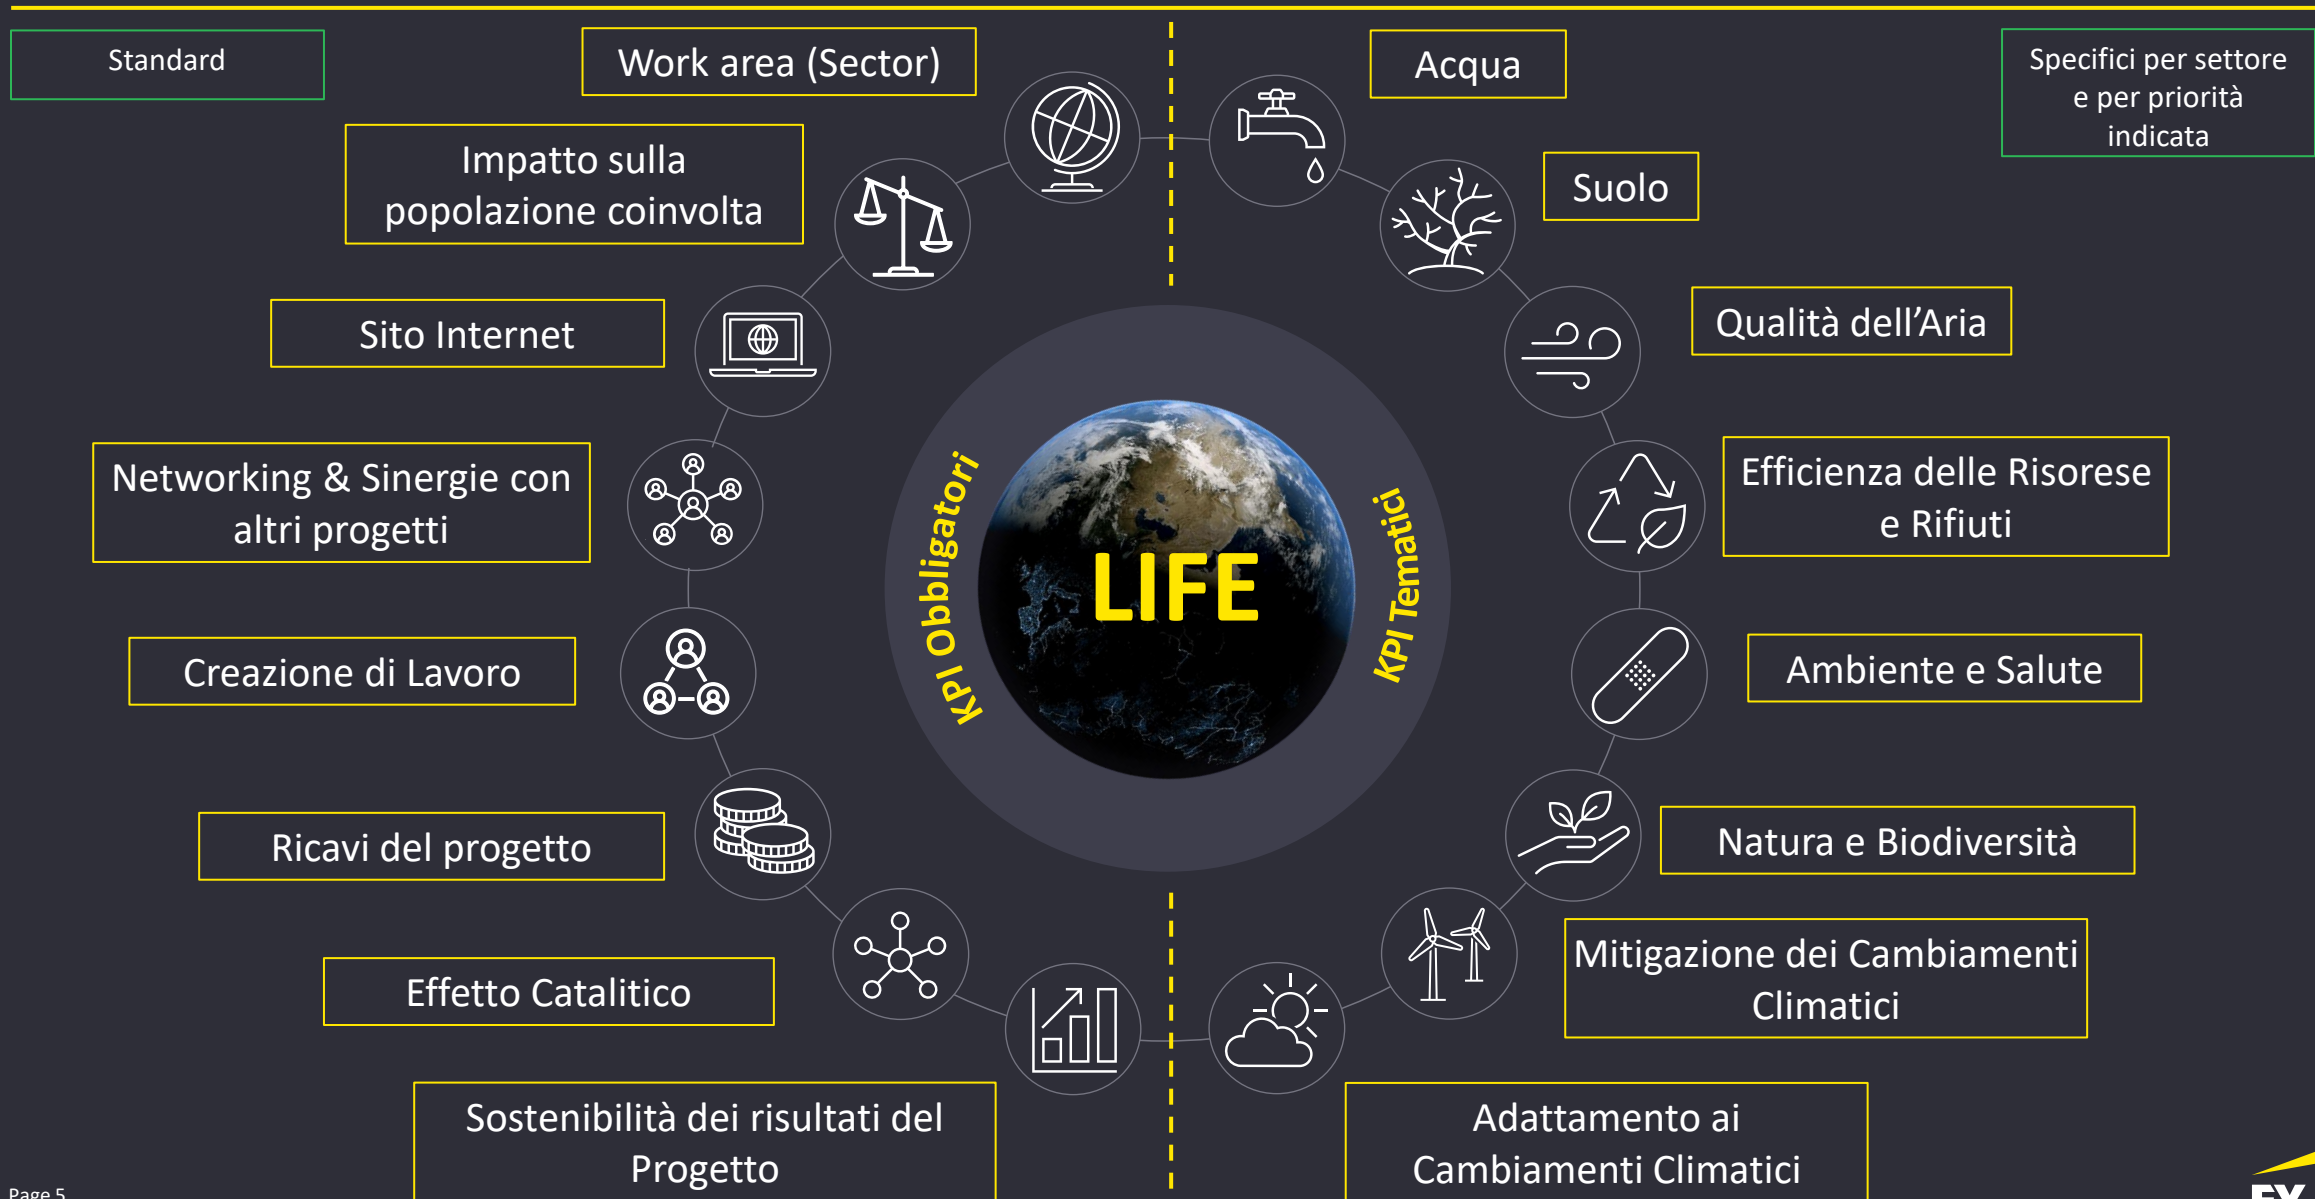 Standard
Work area (Sector)
Impatto sulla
popolazione coinvolta
Sito Internet
Networking & Sinergie con
altri progetti
Creazione di Lavoro
Ricavi del progetto
Effetto Catalitico
Sostenibilità dei risultati del
Progetto
KPI Obbligatori
LIFE
KPI Tematici
Acqua
Specifici per settore
e per priorità
indicata
Suolo
Qualità dell’Aria
Efficienza delle Risorese
e Rifiuti
Ambiente e Salute
Natura e Biodiversità
Mitigazione dei Cambiamenti
Climatici
Adattamento ai
Cambiamenti Climatici
Page 5
EY